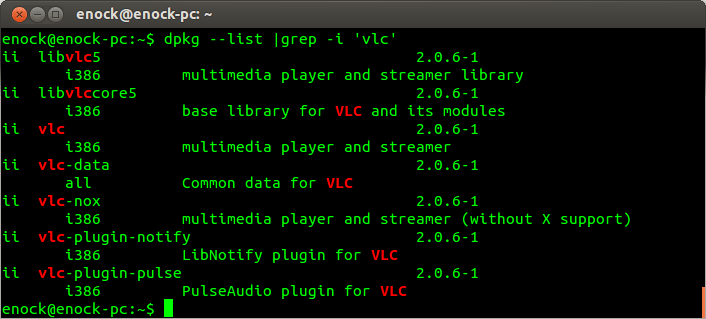 enock@enock-pc: ~
enock@enock-pc:~$ dpkg --list |grep -i 'vlc'
ii  libvlc5                                   2.0.6-1
       i386         multimedia player and streamer library
ii  libvlccore5                               2.0.6-1
       i386         base library for VLC and its modules
ii  vlc                                       2.0.6-1
       i386         multimedia player and streamer
ii  vlc-data                                  2.0.6-1
       all          Common data for VLC
ii  vlc-nox                                   2.0.6-1
       i386         multimedia player and streamer (without X support)
ii  vlc-plugin-notify                         2.0.6-1
       i386         LibNotify plugin for VLC
ii  vlc-plugin-pulse                          2.0.6-1
       i386         PulseAudio plugin for VLC
enock@enock-pc:~$